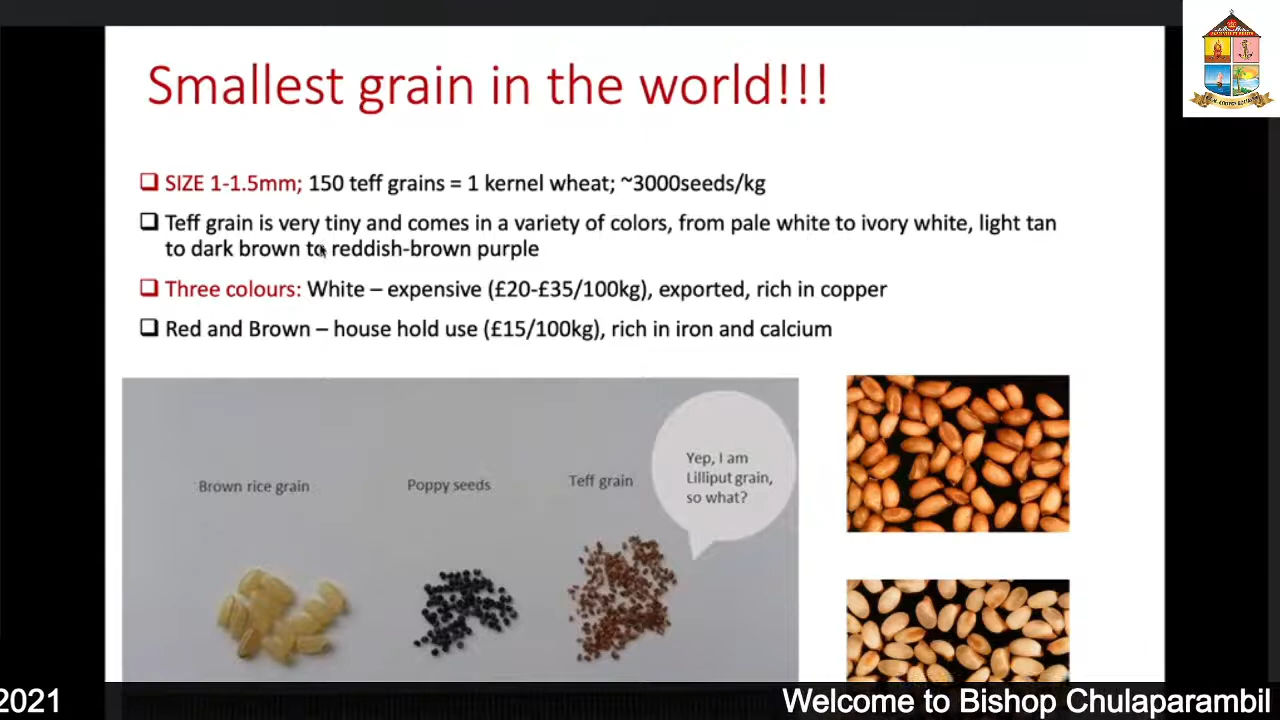 Smallest grain in the world!!!
SIZE 1-1.5mm; 150 teff grains = 1 kernel wheat; ~3000seeds/kg
Teff grain is very tiny and comes in a variety of colors, from pale white to ivory white, light tan
to dark brown to reddish-brown purple
Three colours: White – expensive (£20-£35/100kg), exported, rich in copper
Red and Brown – house hold use (£15/100kg), rich in iron and calcium
Brown rice grain
Poppy seeds
Teff grain
Yep, I am
Lilliput grain,
so what?
2021
Welcome to Bishop Chulaparambil